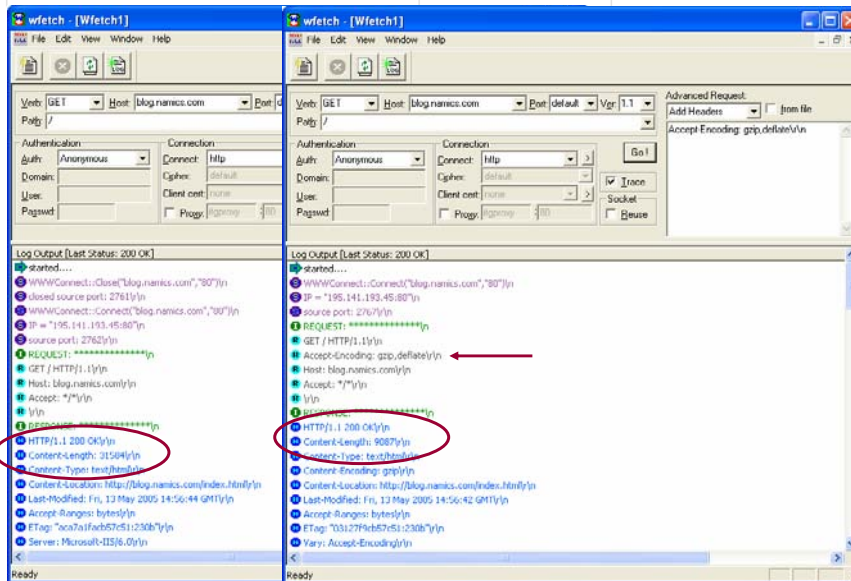 wfetch - [Wfetch1]
File Edit View Window Help
Verb: GET Host: blog.namics.com Port: d
Path: /
Authentication
Auth: Anonymous
Domain:
User:
Passwd:
Connection
Connect: http
Cipher: default
Client cert: none
Proxy: itgproxy :80
Log Output [Last Status: 200 OK]
started....
WWWConnect::Close("blog.namics.com","80")\n
closed source port: 2761\r\n
WWWConnect::Connect("blog.namics.com","80")\n
IP = "195.141.193.45:80"\n
source port: 2762\r\n
REQUEST: ***************\n
GET / HTTP/1.1\r\n
Host: blog.namics.com\r\n
Accept: */*\r\n
\r\n
RESPONSE: ***************\n
HTTP/1.1 200 OK\r\n
Content-Length: 31584\r\n
Content-Type: text/html\r\n
Content-Location: http://blog.namics.com/index.html\r\n
Last-Modified: Fri, 13 May 2005 14:56:44 GMT\r\n
Accept-Ranges: bytes\r\n
ETag: "aca7a1facb57c51:230b"\r\n
Server: Microsoft-IIS/6.0\r\n
Ready
wfetch - [Wfetch1]
File Edit View Window Help
Verb: GET Host: blog.namics.com Port: default Ver: 1.1
Path: /
Authentication
Auth: Anonymous
Domain:
User:
Passwd:
Connection
Connect: http
Cipher: default
Client cert: none
Proxy: itgproxy :80
Go!
Trace
Socket
Reuse
Advanced Request:
Add Headers from file
Accept-Encoding: gzip,deflate\r\n
Log Output [Last Status: 200 OK]
started....
WWWConnect::Connect("blog.namics.com","80")\n
IP = "195.141.193.45:80"\n
source port: 2767\r\n
REQUEST: ***************\n
GET / HTTP/1.1\r\n
Accept-Encoding: gzip,deflate\r\n
Host: blog.namics.com\r\n
Accept: */*\r\n
\r\n
RESPONSE: ***************\n
HTTP/1.1 200 OK\r\n
Content-Length: 9087\r\n
Content-Type: text/html\r\n
Content-Encoding: gzip\r\n
Content-Location: http://blog.namics.com/index.html\r\n
Last-Modified: Fri, 13 May 2005 14:56:42 GMT\r\n
Accept-Ranges: bytes\r\n
ETag: "03127f9cb57c51:230b"\r\n
Vary: Accept-Encoding\r\n
Ready